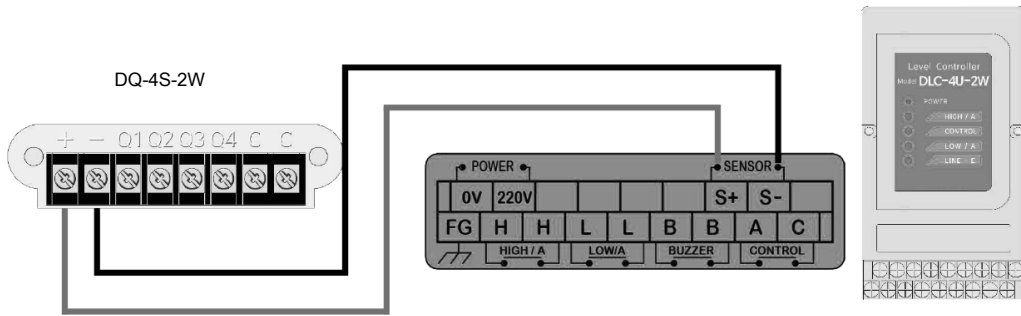 DQ-4S-2W
+ − Q1 Q2 Q3 Q4 C C
POWER SENSOR
0V 220V S+ S-
FG H H L L B B A C
HIGH / A LOW/A BUZZER CONTROL
Level Controller
Model DLC-4U-2W
POWER
HIGH / A
CONTROL
LOW / A
LINE - E